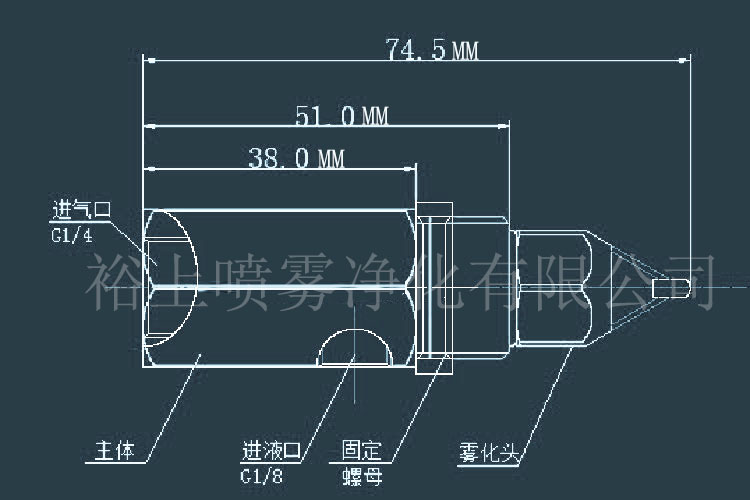 74.5MM
51.0MM
38.0MM
进气口
G1/4
裕上喷雾净化有限公司
主体
进液口
G1/8
固定
螺母
雾化头